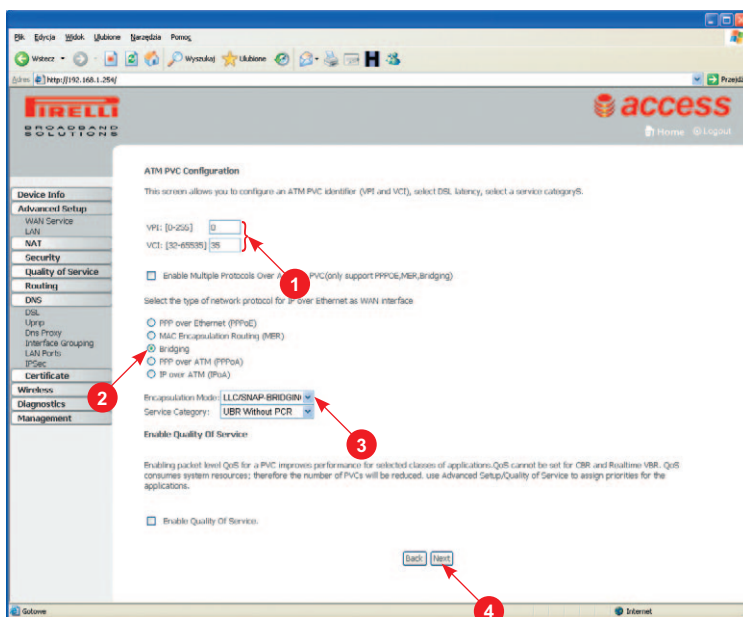 Plik Edycja Widok Ulubione Narzędzia Pomoc
Wstecz Wyszukaj Ulubione
Adres http://192.168.1.254/ Przejdź
PIRELLI
BROADBAND
SOLUTIONS
access
Home Logout
ATM PVC Configuration
This screen allows you to configure an ATM PVC identifier (VPI and VCI), select DSL latency, select a service categoryS.
Device Info
Advanced Setup
WAN Service
LAN
NAT
Security
Quality of Service
Routing
DNS
DSL
Upnp
Dns Proxy
Interface Grouping
LAN Ports
IPSec
Certificate
Wireless
Diagnostics
Management
VPI: [0-255] 0
VCI: [32-65535] 35
1
Enable Multiple Protocols Over A PVC(only support PPPOE,MER,Bridging)
Select the type of network protocol for IP over Ethernet as WAN interface
PPP over Ethernet (PPPoE)
MAC Encapsulation Routing (MER)
Bridging
PPP over ATM (PPPoA)
IP over ATM (IPoA)
2
Encapsulation Mode: LLC/SNAP-BRIDGING
Service Category: UBR Without PCR
3
Enable Quality Of Service
Enabling packet level QoS for a PVC improves performance for selected classes of applications.QoS cannot be set for CBR and Realtime VBR. QoS
consumes system resources; therefore the number of PVCs will be reduced. use Advanced Setup/Quality of Service to assign priorities for the
applications.
Enable Quality Of Service.
Back Next
4
Gotowe Internet